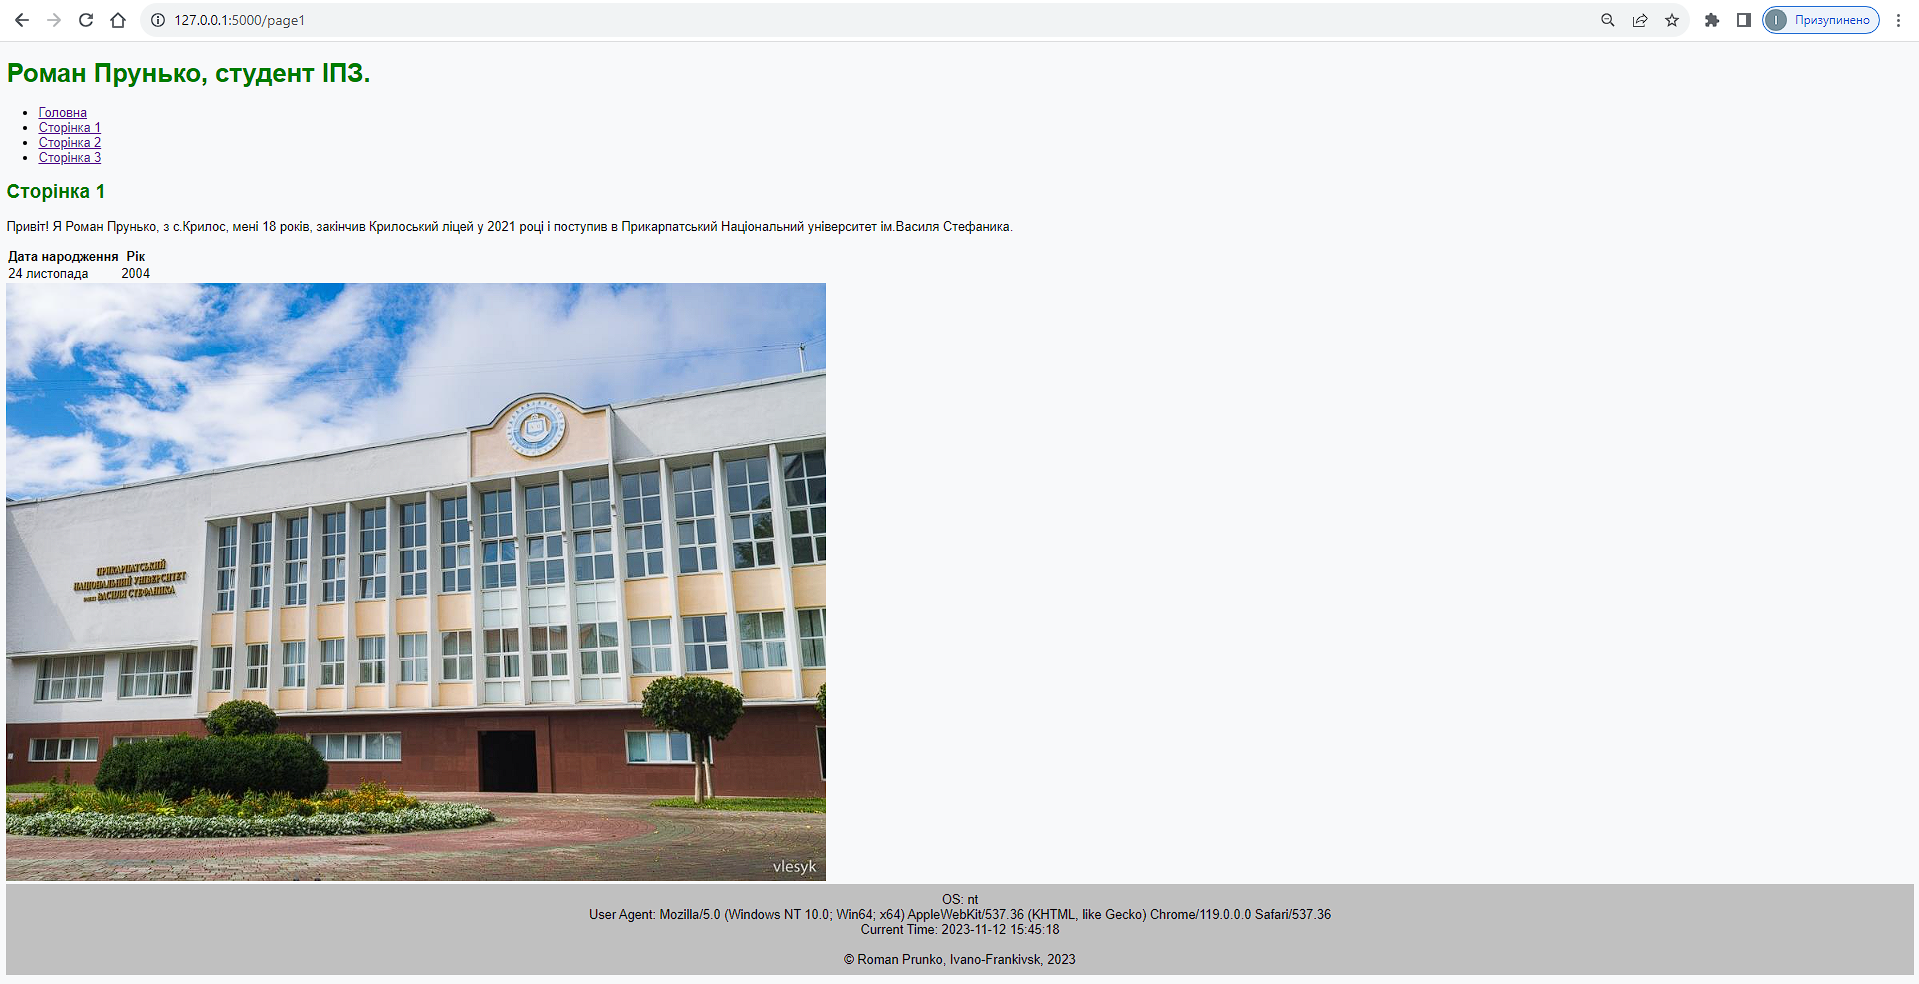 127.0.0.1:5000/page1
Призупинено
Роман Прунько, студент ІПЗ.
Головна
Сторінка 1
Сторінка 2
Сторінка 3
Сторінка 1
Привіт! Я Роман Прунько, з с.Крилос, мені 18 років, закінчив Крилоський ліцей у 2021 році і поступив в Прикарпатський Національний університет ім.Василя Стефаника.
Дата народження Рік
24 листопада 2004
ПРИКАРПАТСЬКИЙ
НАЦІОНАЛЬНИЙ УНІВЕРСИТЕТ
імені ВАСИЛЯ СТЕФАНИКА
vlesyk
OS: nt
User Agent: Mozilla/5.0 (Windows NT 10.0; Win64; x64) AppleWebKit/537.36 (KHTML, like Gecko) Chrome/119.0.0.0 Safari/537.36
Current Time: 2023-11-12 15:45:18
© Roman Prunko, Ivano-Frankivsk, 2023